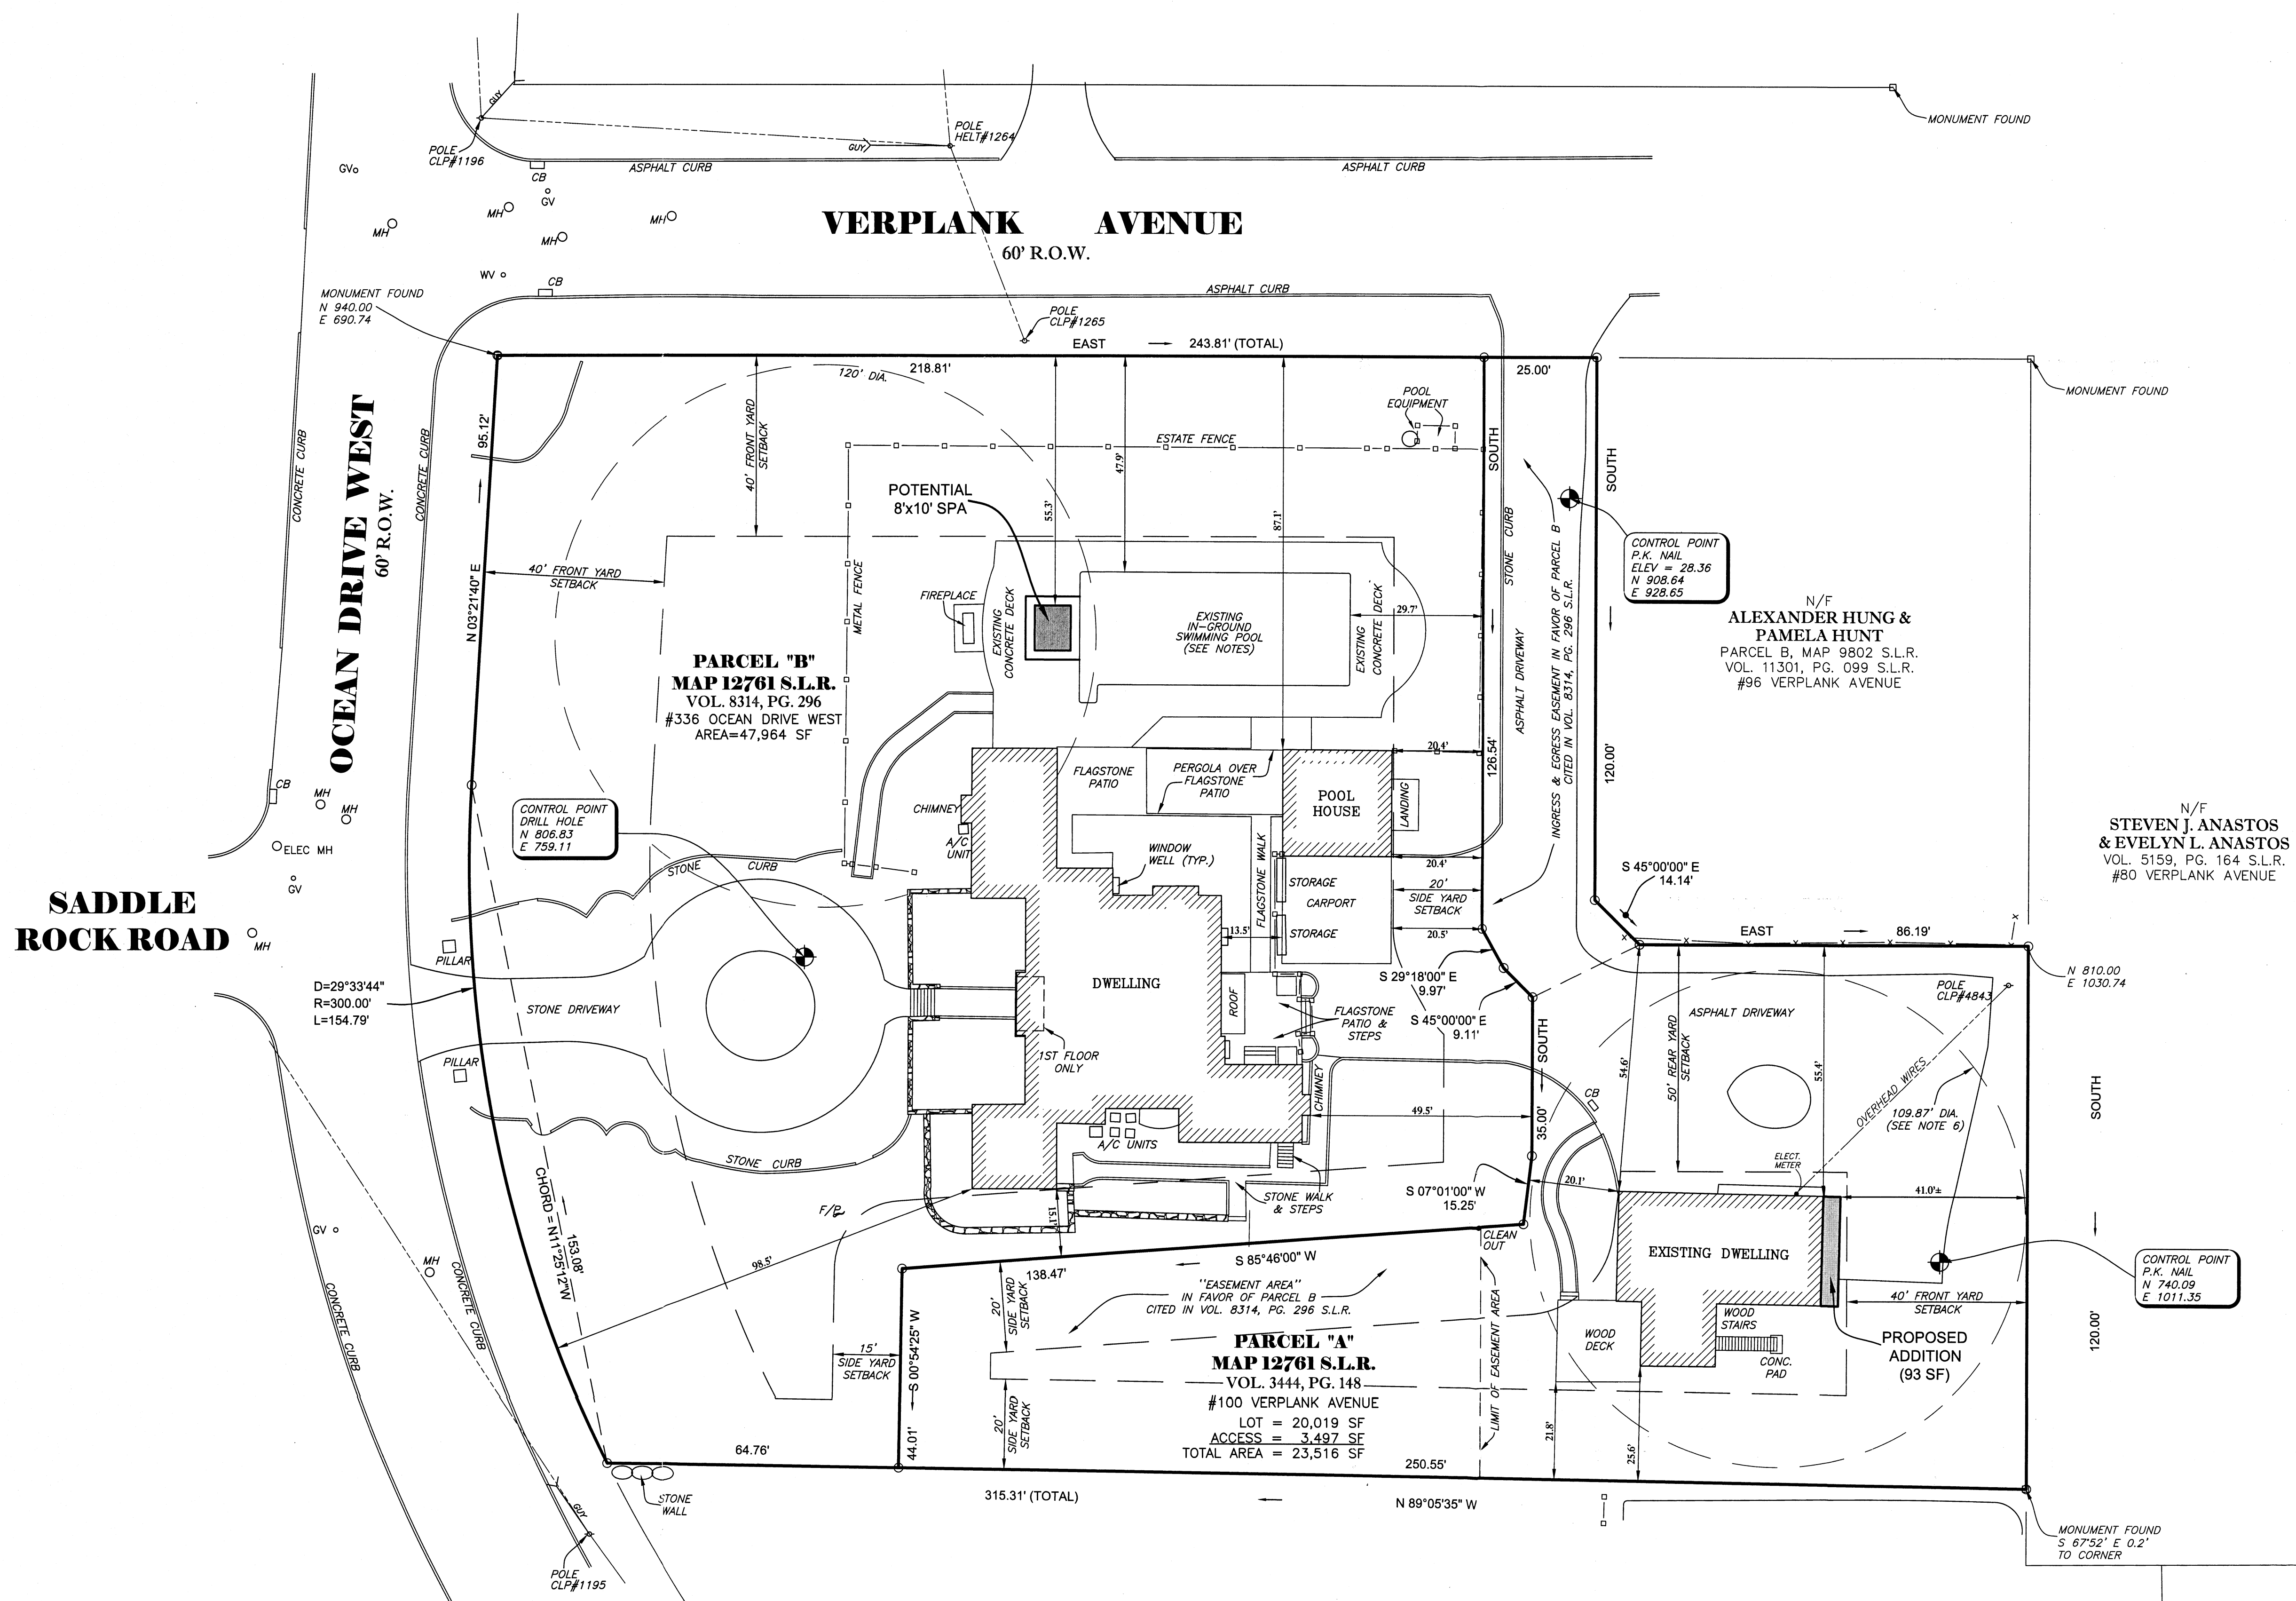 GUY
POLE
CLP#1196
GUY
POLE
HELT#1264
MONUMENT FOUND
GVo
CB
GV
ASPHALT CURB
ASPHALT CURB
MH
MH
MH
MH
VERPLANK AVENUE
60' R.O.W.
WV
CB
MONUMENT FOUND
N 940.00
E 690.74
ASPHALT CURB
POLE
CLP#1265
EAST
243.81' (TOTAL)
218.81'
25.00'
120' DIA.
MONUMENT FOUND
95.12'
N 03°21'40" E
OCEAN DRIVE WEST
60' R.O.W.
CONCRETE CURB
CONCRETE CURB
40' FRONT YARD
SETBACK
40' FRONT YARD
SETBACK
POOL
EQUIPMENT
ESTATE FENCE
47.9'
55.3'
87.1'
POTENTIAL
8'x10' SPA
METAL FENCE
FIREPLACE
EXISTING
CONCRETE DECK
EXISTING
IN-GROUND
SWIMMING POOL
(SEE NOTES)
EXISTING
CONCRETE DECK
29.7'
SOUTH
SOUTH
STONE CURB
ASPHALT DRIVEWAY
INGRESS & EGRESS EASEMENT IN FAVOR OF PARCEL B
CITED IN VOL. 8314, PG. 296 S.L.R.
126.54'
120.00'
CONTROL POINT
P.K. NAIL
ELEV = 28.36
N 908.64
E 928.65
N/F
ALEXANDER HUNG &
PAMELA HUNT
PARCEL B, MAP 9802 S.L.R.
VOL. 11301, PG. 099 S.L.R.
#96 VERPLANK AVENUE
N/F
STEVEN J. ANASTOS
& EVELYN L. ANASTOS
VOL. 5159, PG. 164 S.L.R.
#80 VERPLANK AVENUE
PARCEL "B"
MAP 12761 S.L.R.
VOL. 8314, PG. 296
#336 OCEAN DRIVE WEST
AREA=47,964 SF
CONTROL POINT
DRILL HOLE
N 806.83
E 759.11
CB
MH
MH
ELEC MH
GV
SADDLE
ROCK ROAD
MH
CHIMNEY
A/C
UNIT
FLAGSTONE
PATIO
PERGOLA OVER
FLAGSTONE
PATIO
POOL
HOUSE
LANDING
20.4'
20.4'
WINDOW
WELL (TYP.)
FLAGSTONE WALK
STORAGE
CARPORT
STORAGE
20'
SIDE YARD
SETBACK
20.5'
13.5'
S 45°00'00" E
14.14'
EAST
86.19'
N 810.00
E 1030.74
STONE CURB
PILLAR
STONE DRIVEWAY
PILLAR
STONE CURB
D=29°33'44"
R=300.00'
L=154.79'
DWELLING
ROOF
1ST FLOOR
ONLY
FLAGSTONE
PATIO &
STEPS
S 29°18'00" E
9.97'
S 45°00'00" E
9.11'
SOUTH
35.00'
CHIMNEY
49.5'
A/C UNITS
STONE WALK
& STEPS
F/P
15.1'
98.5'
S 07°01'00" W
15.25'
CB
20.1'
54.6'
50' REAR YARD
SETBACK
55.4'
ASPHALT DRIVEWAY
POLE
CLP#4843
OVERHEAD WIRES
109.87' DIA.
(SEE NOTE 6)
ELECT.
METER
41.0'±
SOUTH
120.00'
CLEAN
OUT
EXISTING DWELLING
CONTROL POINT
P.K. NAIL
N 740.09
E 1011.35
40' FRONT YARD
SETBACK
WOOD
STAIRS
PROPOSED
ADDITION
(93 SF)
WOOD
DECK
CONC.
PAD
153.08'
CHORD = N11°25'12"W
GV
MH
CONCRETE CURB
CONCRETE CURB
S 85°46'00" W
138.47'
"EASEMENT AREA"
IN FAVOR OF PARCEL B
CITED IN VOL. 8314, PG. 296 S.L.R.
20'
SIDE YARD
SETBACK
15'
SIDE YARD
SETBACK
S 00°54'25" W
44.01'
20'
SIDE YARD
SETBACK
PARCEL "A"
MAP 12761 S.L.R.
VOL. 3444, PG. 148
#100 VERPLANK AVENUE
LOT = 20,019 SF
ACCESS = 3,497 SF
TOTAL AREA = 23,516 SF
LIMIT OF EASEMENT AREA
21.8'
25.6'
64.76'
250.55'
315.31' (TOTAL)
N 89°05'35" W
STONE
WALL
GUY
POLE
CLP#1195
MONUMENT FOUND
S 67°52' E 0.2'
TO CORNER